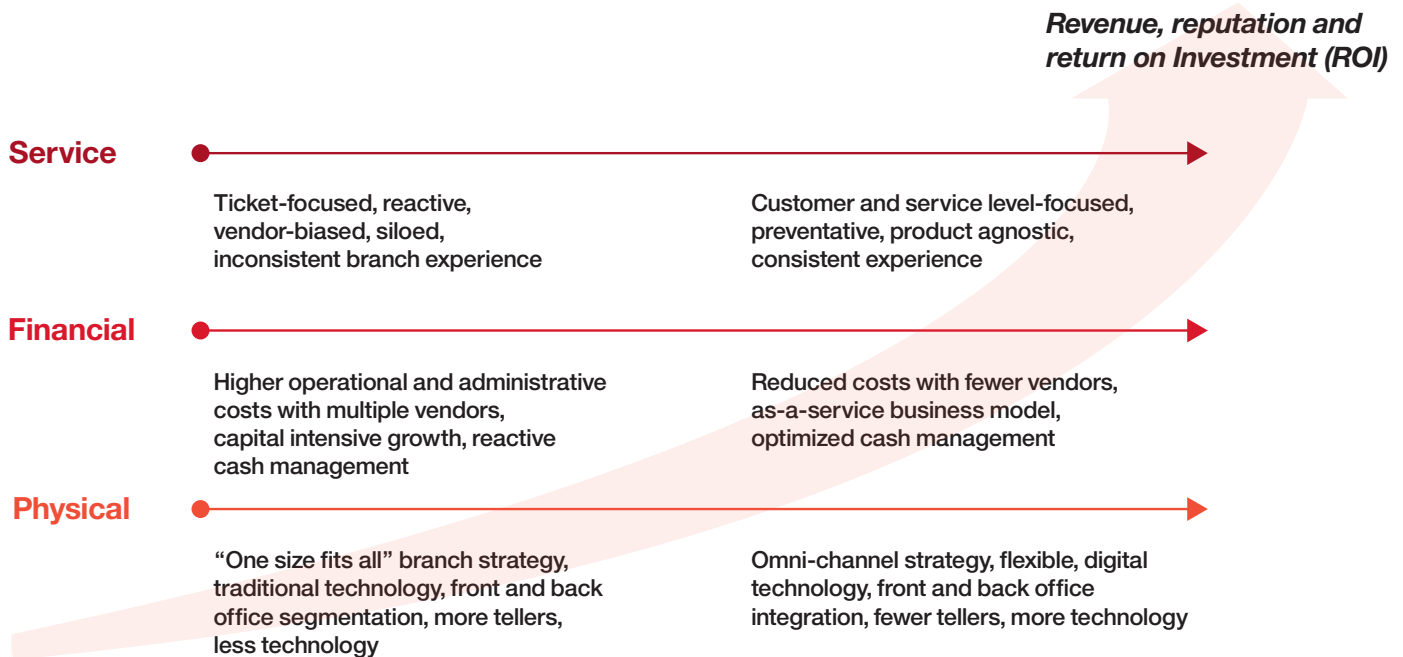 Revenue, reputation and
return on Investment (ROI)
Service
Ticket-focused, reactive,
vendor-biased, siloed,
inconsistent branch experience
Customer and service level-focused,
preventative, product agnostic,
consistent experience
Financial
Higher operational and administrative
costs with multiple vendors,
capital intensive growth, reactive
cash management
Reduced costs with fewer vendors,
as-a-service business model,
optimized cash management
Physical
“One size fits all” branch strategy,
traditional technology, front and back
office segmentation, more tellers,
less technology
Omni-channel strategy, flexible, digital
technology, front and back office
integration, fewer tellers, more technology